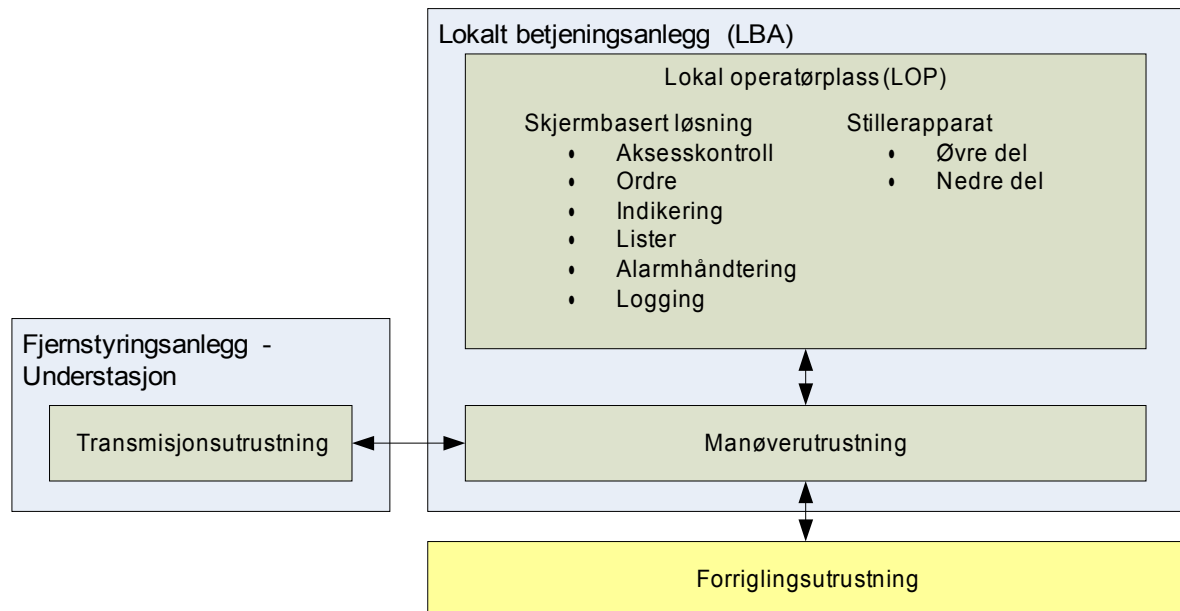 Lokalt betjeningsanlegg (LBA)
Lokal operatørplass (LOP)
Skjermbasert løsning
• Aksesskontroll
• Ordre
• Indikering
• Lister
• Alarmhåndtering
• Logging
Stillerapparat
• Øvre del
• Nedre del
Fjernstyringsanlegg -
Understasjon
Transmisjonsutrustning
Manøverutrustning
Forriglingsutrustning